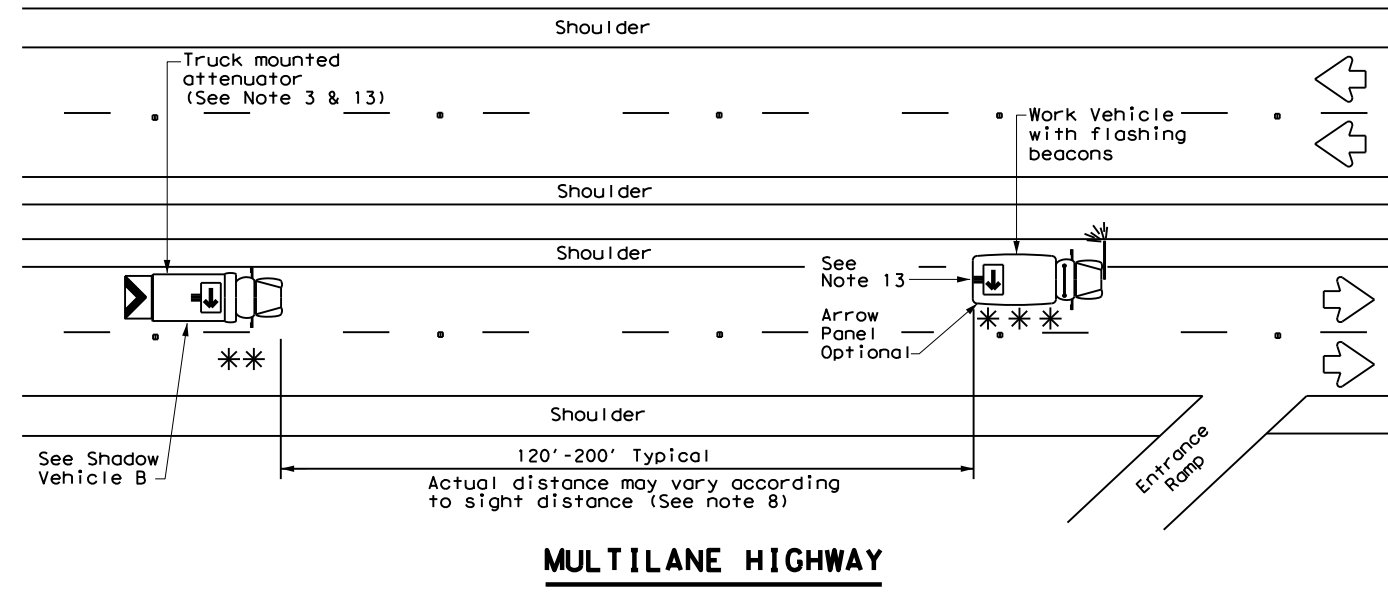 Shoulder
Truck mounted
attenuator
(See Note 3 & 13)
Work Vehicle
with flashing
beacons
Shoulder
Shoulder
See
Note 13
Arrow
Panel
Optional
**
***
Shoulder
See Shadow
Vehicle B
120'-200' Typical
Actual distance may vary according
to sight distance (See note 8)
Entrance
Ramp
MULTILANE HIGHWAY